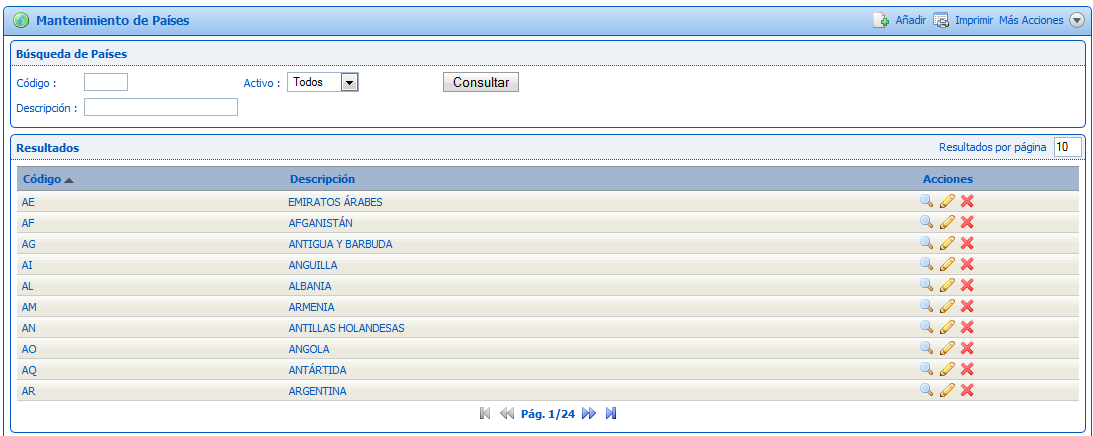 Mantenimiento de Países Añadir Imprimir Más Acciones
Búsqueda de Países
Código : Activo : Todos Consultar
Descripción :
Resultados Resultados por página 10
Código Descripción Acciones
AE EMIRATOS ÁRABES
AF AFGANISTÁN
AG ANTIGUA Y BARBUDA
AI ANGUILLA
AL ALBANIA
AM ARMENIA
AN ANTILLAS HOLANDESAS
AO ANGOLA
AQ ANTÁRTIDA
AR ARGENTINA
Pág. 1/24